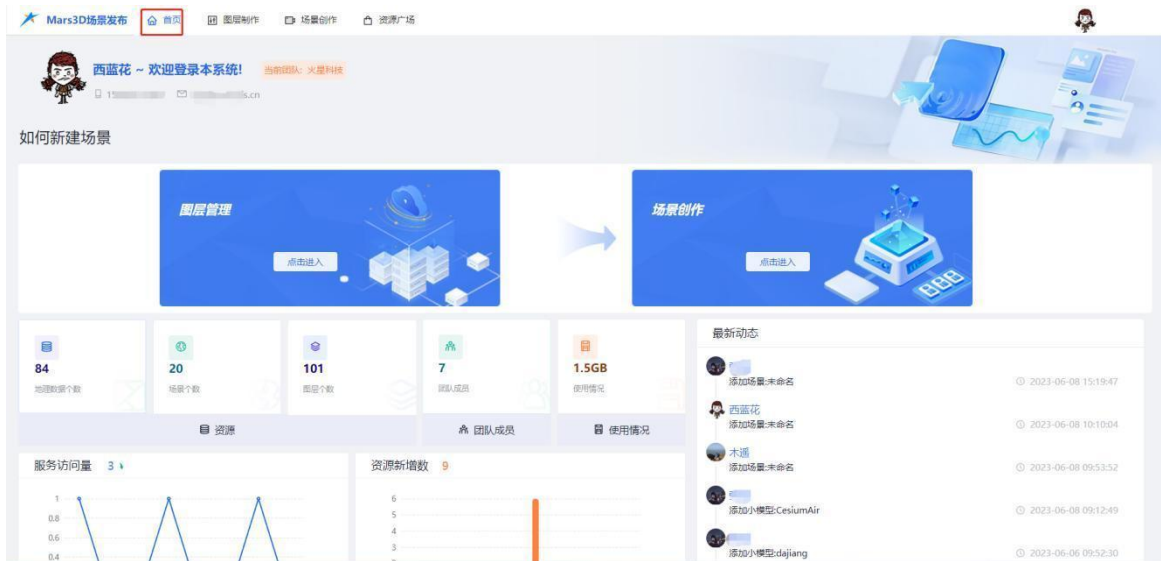 Mars3D场景发布 首页 图层制作 场景创作 资源广场
西蓝花 ~ 欢迎登录本系统! 当前团队: 火星科技
如何新建场景
图层管理
点击进入
场景创作
点击进入
84
地理数据个数
20
场景个数
101
图层个数
7
团队成员
1.5GB
使用情况
资源
团队成员
使用情况
最新动态
添加场景:未命名 2023-06-08 15:19:47
西蓝花
添加场景:未命名 2023-06-08 10:10:04
木遥
添加场景:未命名 2023-06-08 09:53:52
添加小模型:CesiumAir 2023-06-08 09:12:49
添加小模型:dajiang 2023-06-06 09:52:30
服务访问量 3
1
0.8
0.6
0.4
资源新增数 9
6
5
4
3